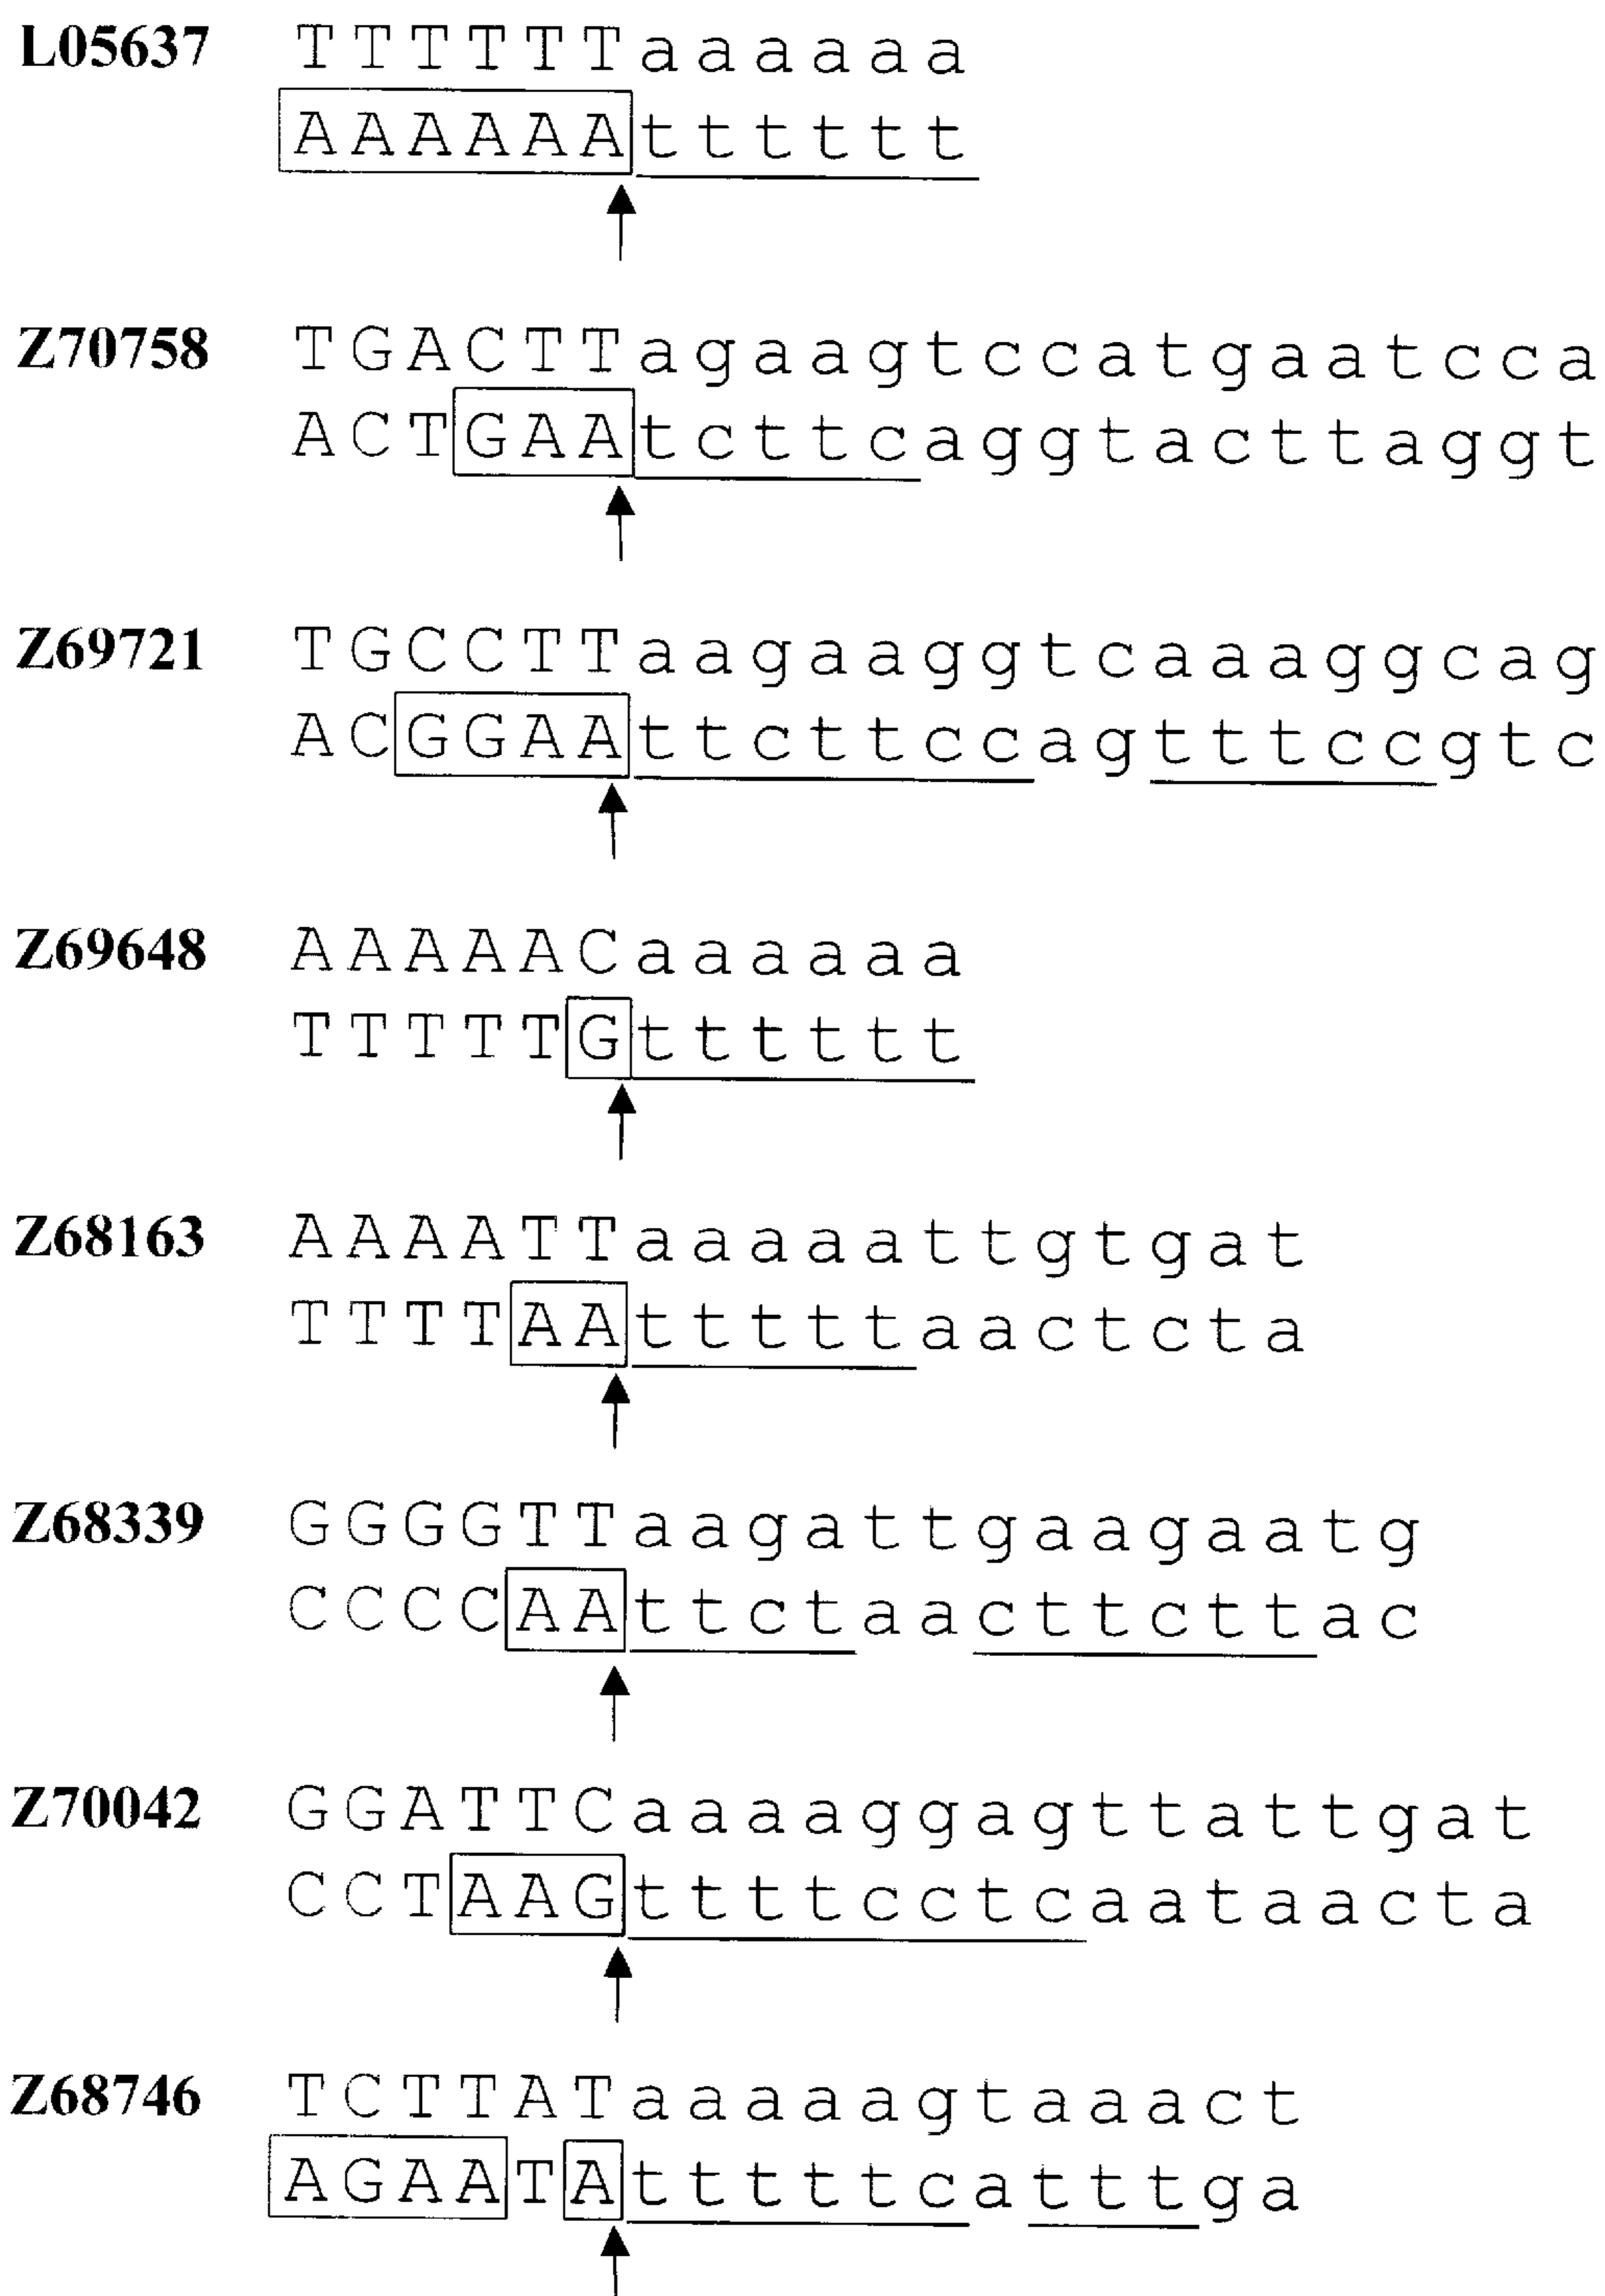 L05637 TTTTTTaaaaaa
AAAAAAtttttt
Z70758 TGACTTagaagtccatgaatcca
ACTGAAtcttcaggtacttaggt
Z69721 TGCCTTaagaaggtcaaaggcag
ACGGAAttcttccagtttccgtc
Z69648 AAAAACaaaaaa
TTTTTGtttttt
Z68163 AAAATTaaaaattgtgat
TTTTAAtttttaactcta
Z68339 GGGGTTaagattgaagaatg
CCCCAAttctaacttcttac
Z70042 GGATTCaaaaggagttattgat
CCTAAGttttcctcaataacta
Z68746 TCTTATaaaaagtaaact
AGAATAtttttcatttga